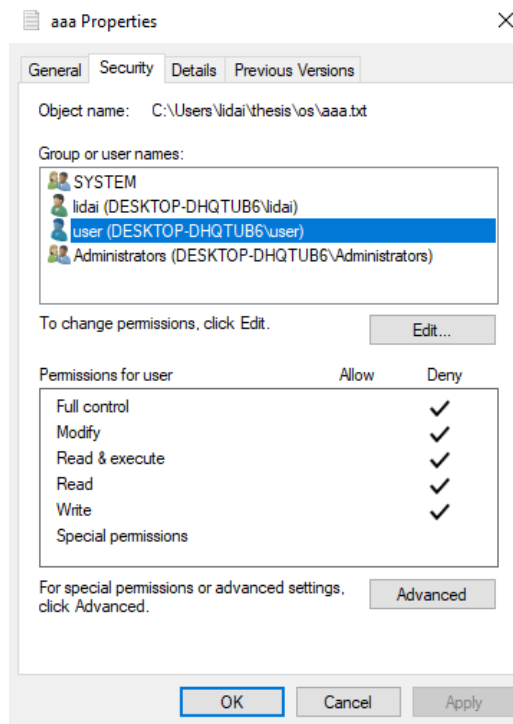 aaa Properties
General Security Details Previous Versions
Object name: C:\Users\lidai\thesis\os\aaa.txt
Group or user names:
SYSTEM
lidai (DESKTOP-DHQTUB6\lidai)
user (DESKTOP-DHQTUB6\user)
Administrators (DESKTOP-DHQTUB6\Administrators)
To change permissions, click Edit. Edit...
Permissions for user Allow Deny
Full control
Modify
Read & execute
Read
Write
Special permissions
For special permissions or advanced settings, Advanced
click Advanced.
OK Cancel Apply